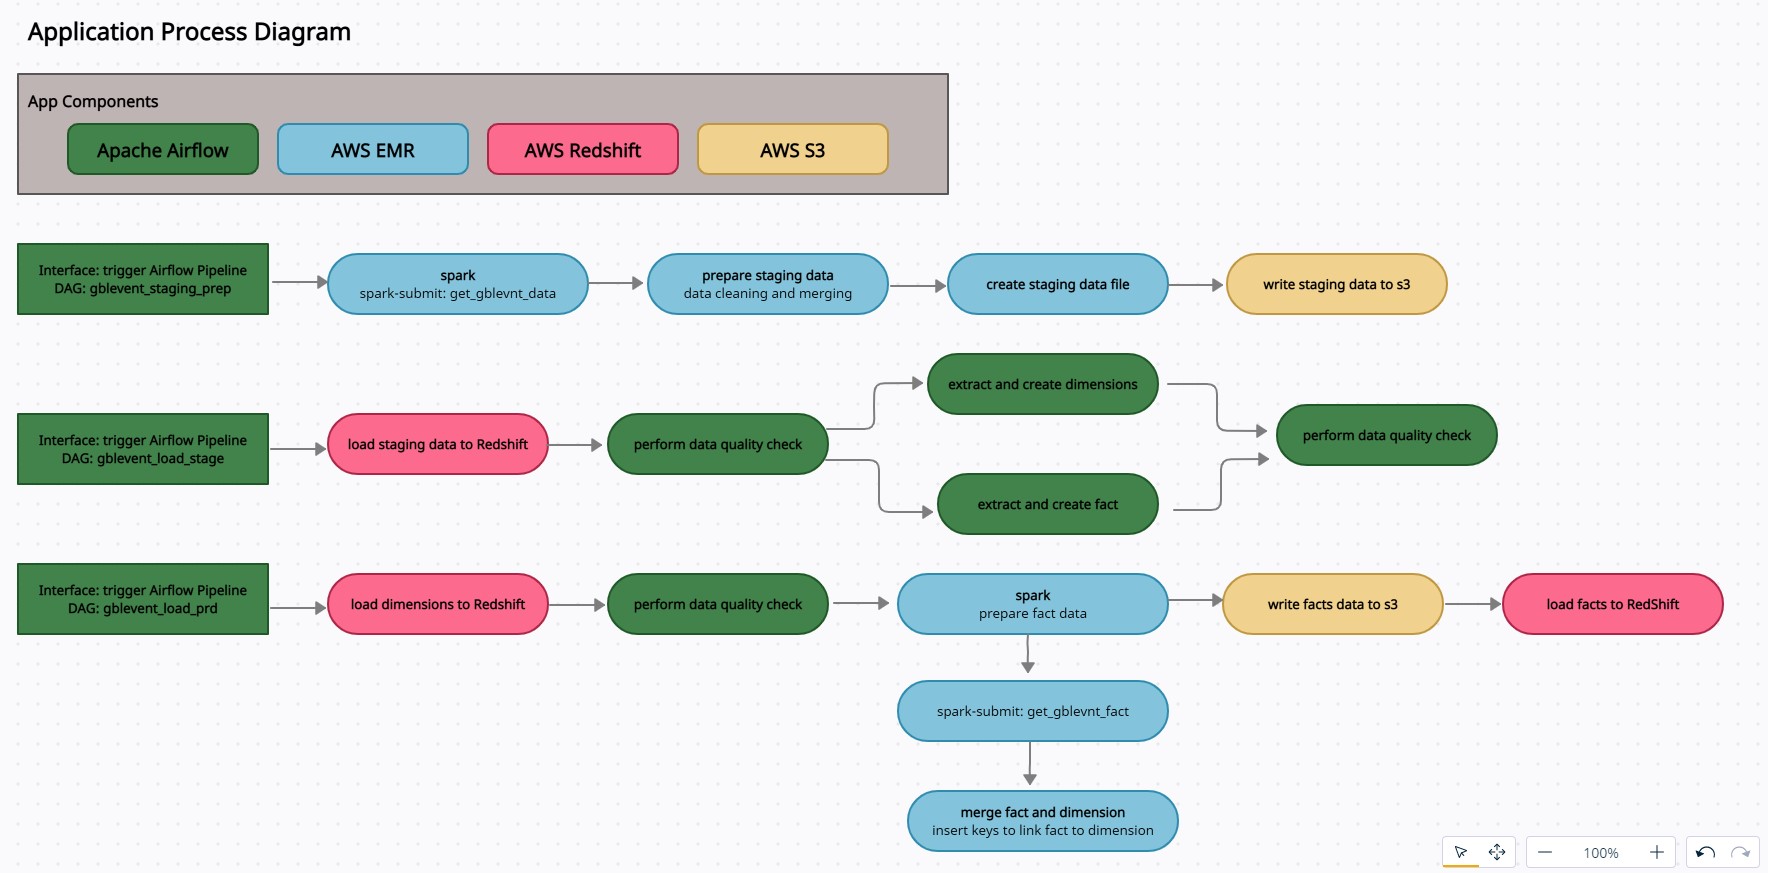 Application Process Diagram
App Components
Apache Airflow
AWS EMR
AWS Redshift
AWS S3
Interface: trigger Airflow Pipeline
DAG: gblevent_staging_prep
spark
spark-submit: get_gblevnt_data
prepare staging data
data cleaning and merging
create staging data file
write staging data to s3
Interface: trigger Airflow Pipeline
DAG: gblevent_load_stage
load staging data to Redshift
perform data quality check
extract and create dimensions
extract and create fact
perform data quality check
Interface: trigger Airflow Pipeline
DAG: gblevent_load_prd
load dimensions to Redshift
perform data quality check
spark
prepare fact data
write facts data to s3
load facts to RedShift
spark-submit: get_gblevnt_fact
merge fact and dimension
insert keys to link fact to dimension
100%